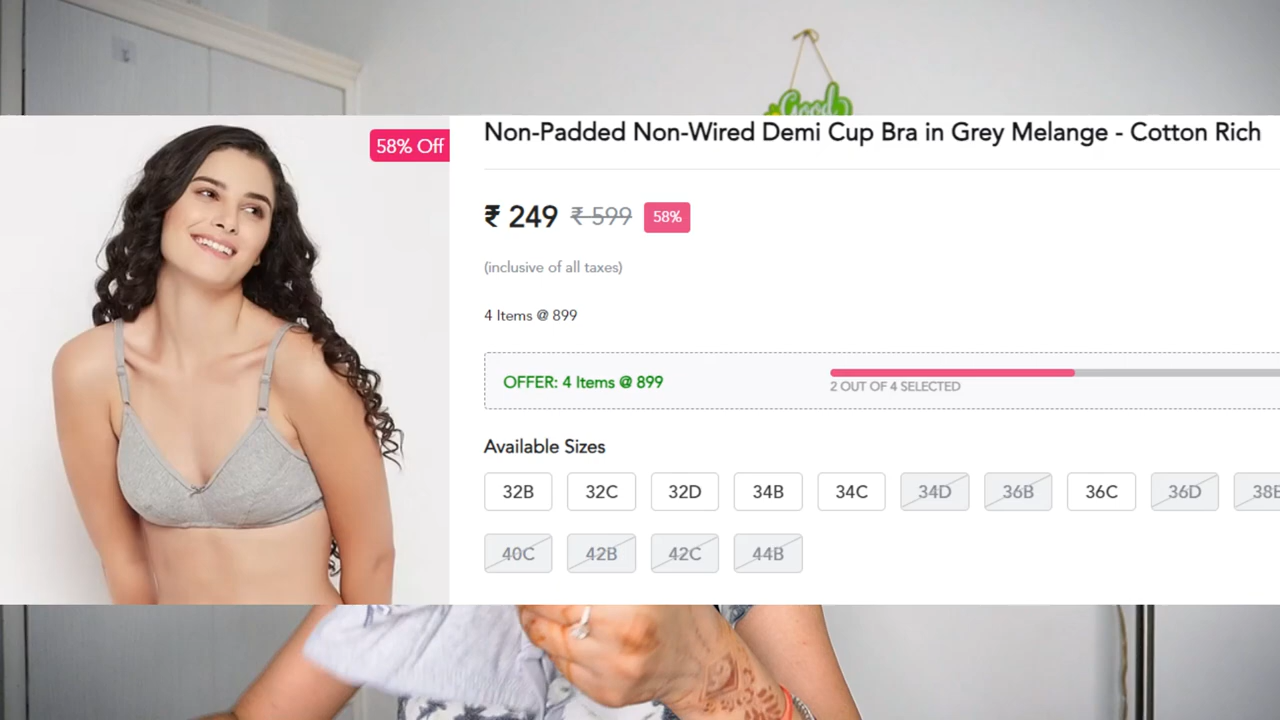 Good
58% Off
Non-Padded Non-Wired Demi Cup Bra in Grey Melange - Cotton Rich
₹ 249 ₹ 599 58%
(inclusive of all taxes)
4 Items @ 899
OFFER: 4 Items @ 899
2 OUT OF 4 SELECTED
Available Sizes
32B 32C 32D 34B 34C 34D 36B 36C 36D
40C 42B 42C 44B